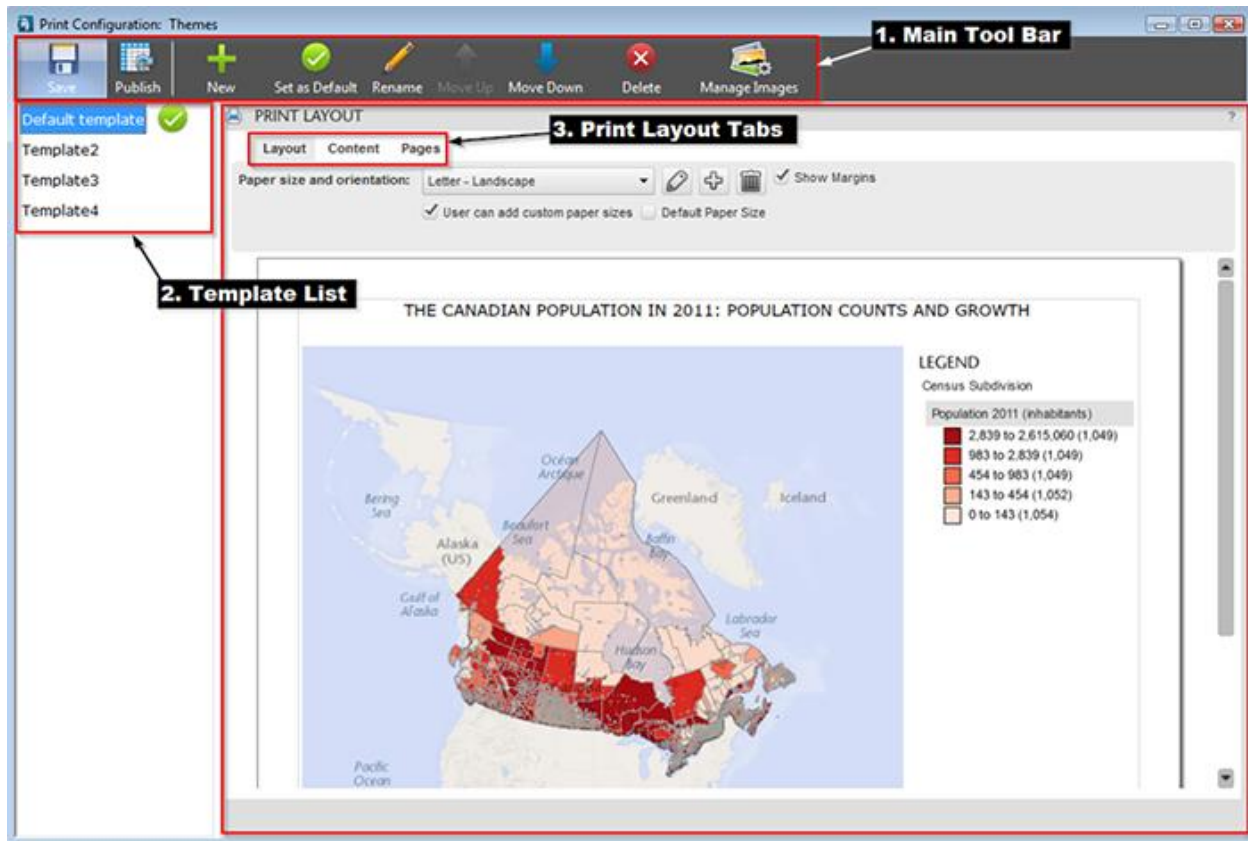 Print Configuration: Themes
1. Main Tool Bar
Save Publish New Set as Default Rename Move Up Move Down Delete Manage Images
Default template
Template2
Template3
Template4
2. Template List
PRINT LAYOUT ?
3. Print Layout Tabs
Layout Content Pages
Paper size and orientation: Letter - Landscape Show Margins
User can add custom paper sizes Default Paper Size
THE CANADIAN POPULATION IN 2011: POPULATION COUNTS AND GROWTH
LEGEND
Census Subdivision
Population 2011 (inhabitants)
2,839 to 2,615,060 (1,049)
983 to 2,839 (1,049)
454 to 983 (1,049)
143 to 454 (1,052)
0 to 143 (1,054)
Océan
Arctique
Bering
Sea
Greenland
Iceland
Beaufort
Sea
Baffin
Bay
Alaska
(US)
Gulf of
Alaska
Labrador
Sea
Hudson
Bay
Pacific
Ocean